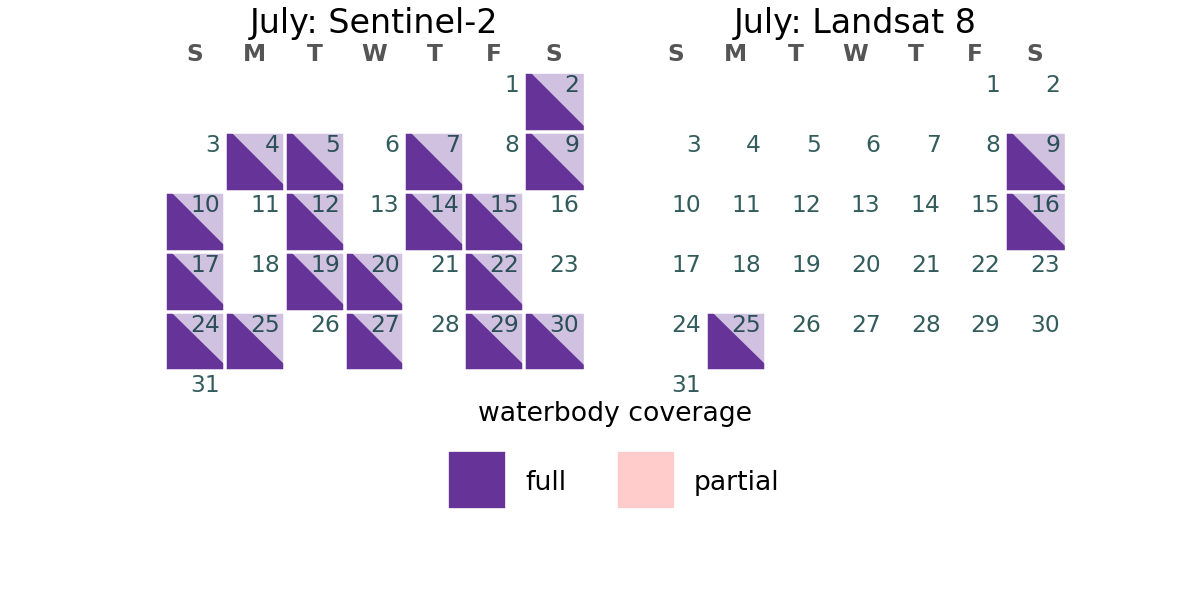 July: Sentinel-2
S M T W T F S
1 2
3 4 5 6 7 8 9
10 11 12 13 14 15 16
17 18 19 20 21 22 23
24 25 26 27 28 29 30
31
July: Landsat 8
S M T W T F S
1 2
3 4 5 6 7 8 9
10 11 12 13 14 15 16
17 18 19 20 21 22 23
24 25 26 27 28 29 30
31
waterbody coverage
full
partial